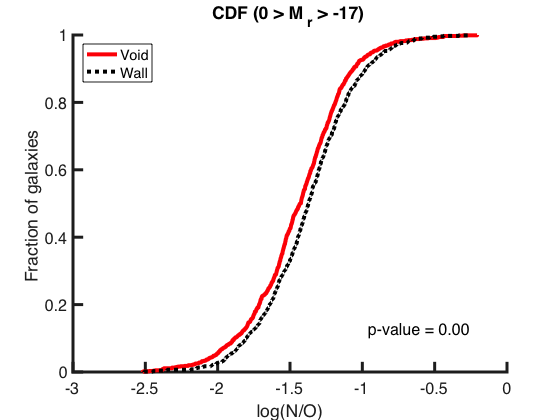 CDF (0 > M r > -17)
1
Void
Wall
0.8
0.6
Fraction of galaxies
0.4
0.2
p-value = 0.00
0
-3 -2.5 -2 -1.5 -1 -0.5 0
log(N/O)